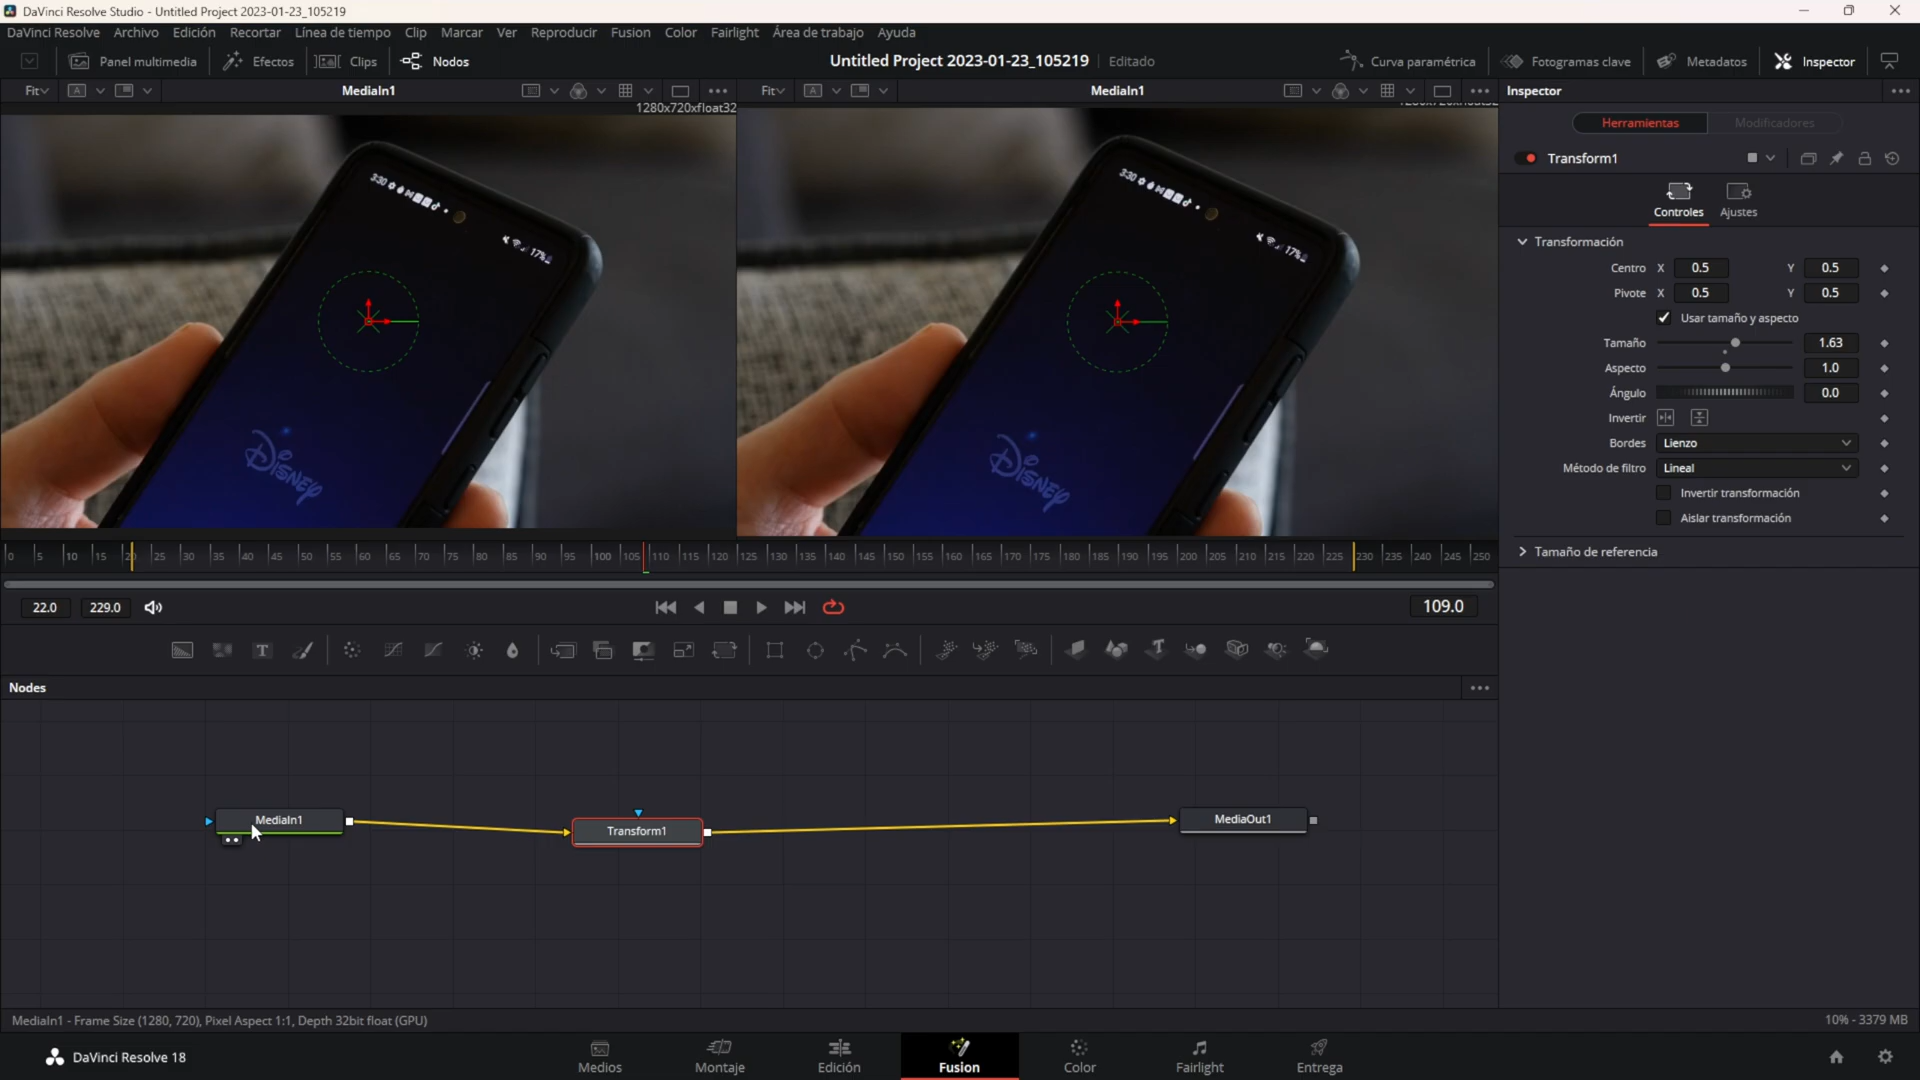 DaVinci Resolve Studio - Untitled Project 2023-01-23_105219
DaVinci Resolve Archivo Edición Recortar Línea de tiempo Clip Marcar Ver Reproducir Fusion Color Fairlight Área de trabajo Ayuda
Panel multimedia Efectos Clips Nodos Untitled Project 2023-01-23_105219 Editado Curva paramétrica Fotogramas clave Metadatos Inspector
Fit A MediaIn1 Fit A MediaIn1 Inspector
1280x720xfloat32
Herramientas Modificadores
Transform1
Controles Ajustes
Transformación
Centro X 0.5 Y 0.5
Pivote X 0.5 Y 0.5
Usar tamaño y aspecto
Tamaño 1.63
Aspecto 1.0
Ángulo 0.0
Invertir
Bordes Lienzo
Método de filtro Lineal
Invertir transformación
Aislar transformación
Tamaño de referencia
3:30
17%
Disney
3:30
17%
Disney
0 5 10 15 20 25 30 35 40 45 50 55 60 65 70 75 80 85 90 95 100 105 110 115 120 125 130 135 140 145 150 155 160 165 170 175 180 185 190 195 200 205 210 215 220 225 230 235 240 245 250
22.0 229.0 109.0
Nodes
MediaIn1 Transform1 MediaOut1
MediaIn1 - Frame Size (1280, 720), Pixel Aspect 1:1, Depth 32bit float (GPU) 10% - 3379 MB
DaVinci Resolve 18 Medios Montaje Edición Fusion Color Fairlight Entrega